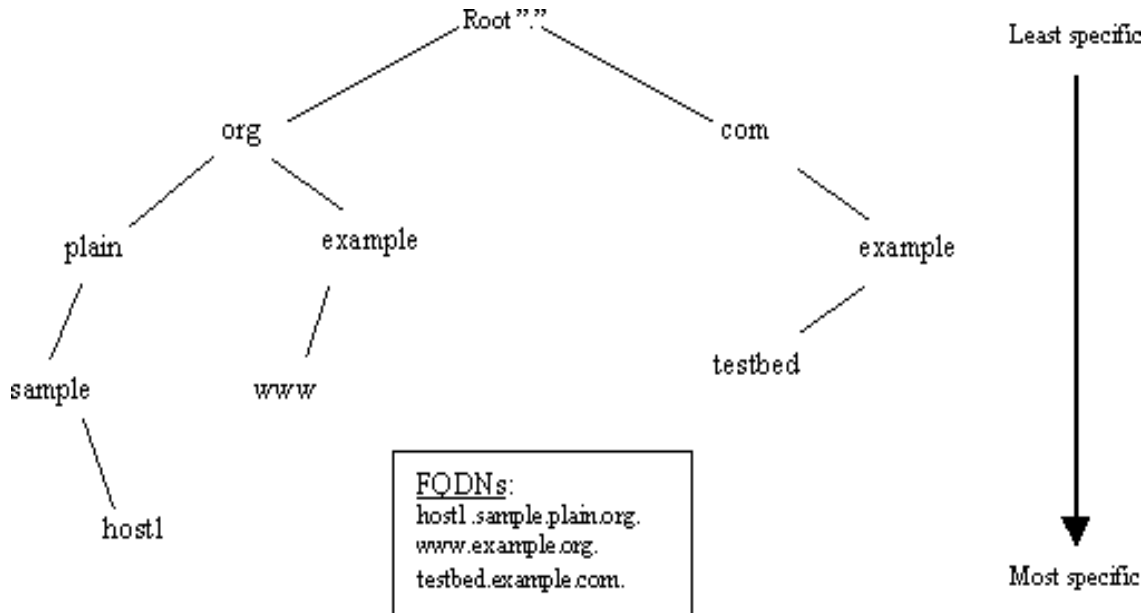 Root”.”
Least specific
org
com
plain
example
example
sample
www
testbed
host1
FQDNs:
host1.sample.plain.org.
www.example.org.
testbed.example.com.
Most specific